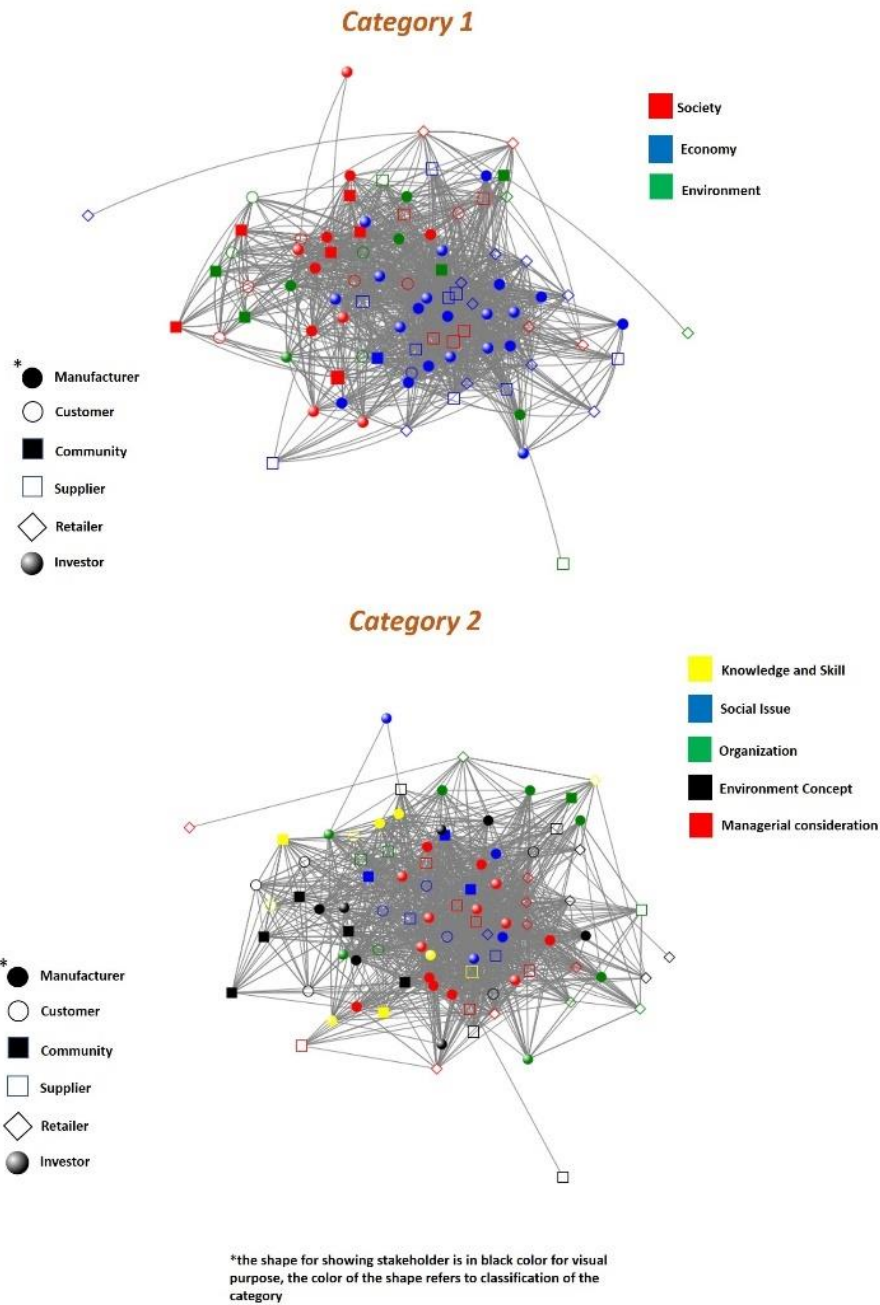 Category 1
Society
Economy
Environment
*
Manufacturer
Customer
Community
Supplier
Retailer
Investor
Category 2
Knowledge and Skill
Social Issue
Organization
Environment Concept
Managerial consideration
*
Manufacturer
Customer
Community
Supplier
Retailer
Investor
*the shape for showing stakeholder is in black color for visual
purpose, the color of the shape refers to classification of the
category